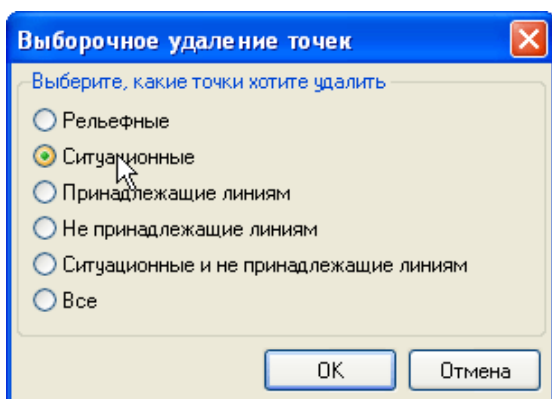 Выборочное удаление точек
Выберите, какие точки хотите удалить
Рельефные
Ситуационные
Принадлежащие линиям
Не принадлежащие линиям
Ситуационные и не принадлежащие линиям
Все
OK
Отмена